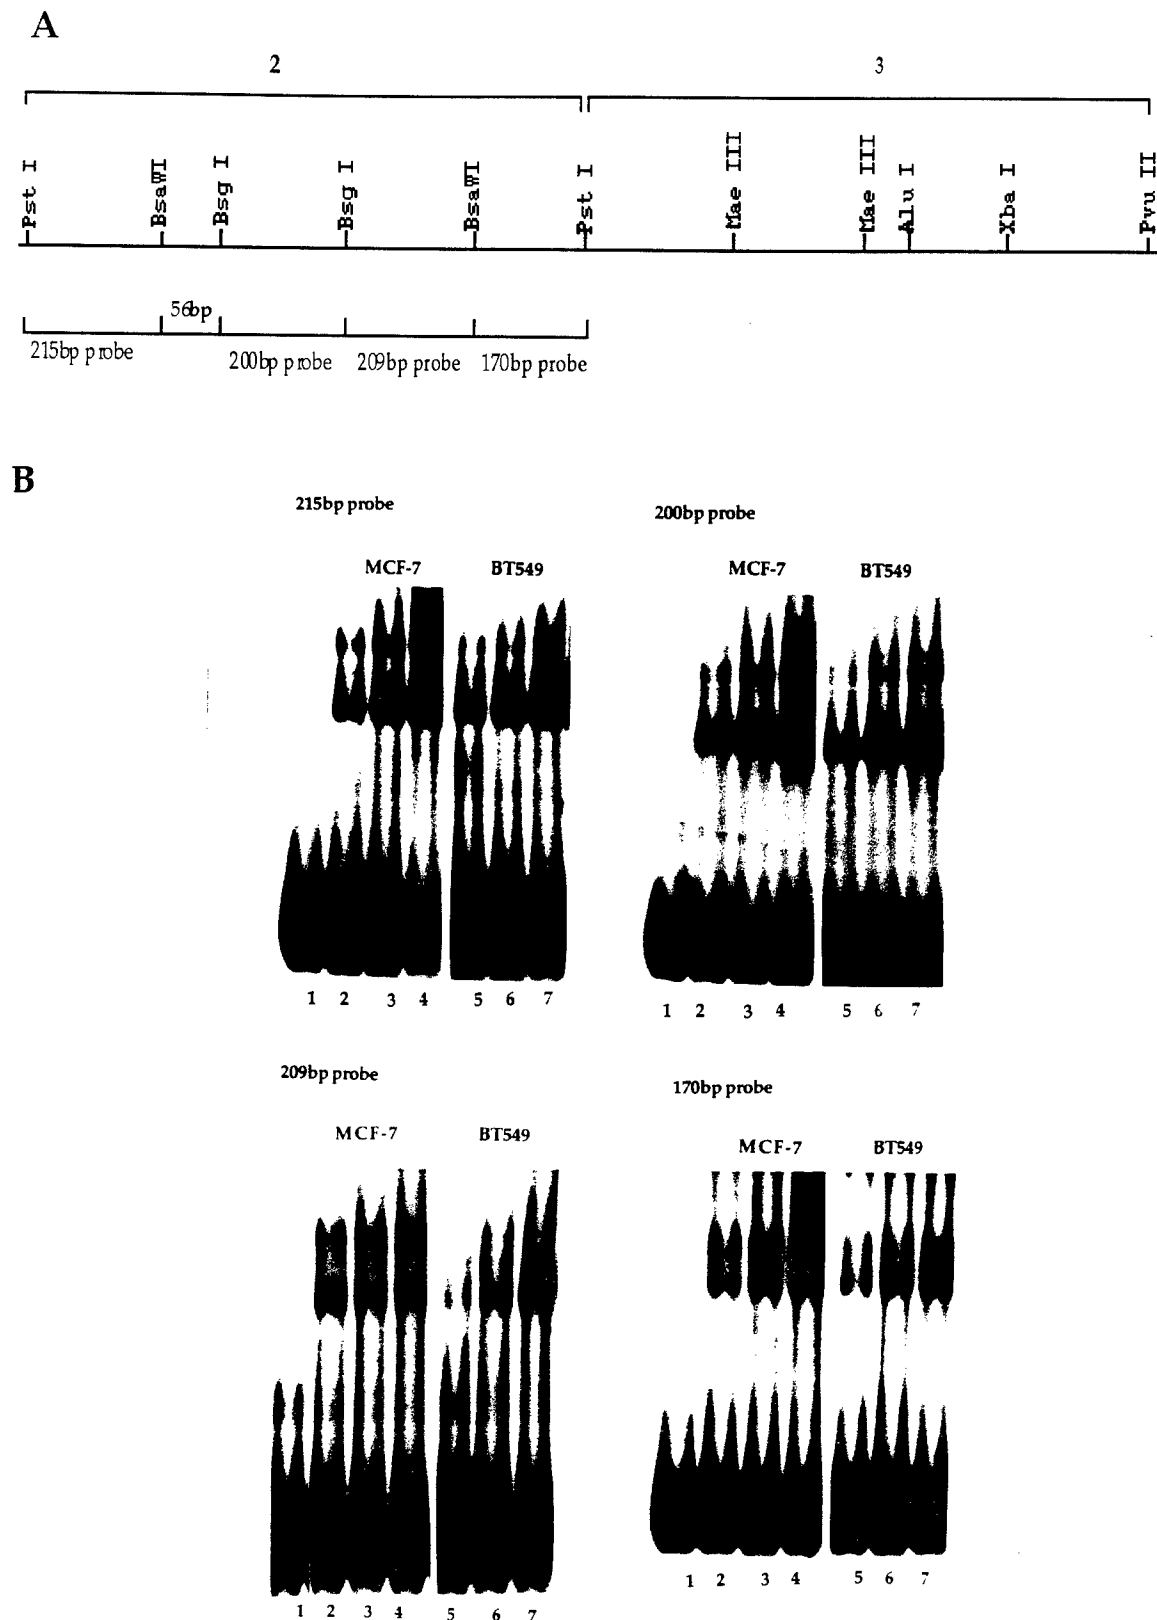 A
2 3
Pst I BsaWI Bsg I Bsg I BsaWI Pst I Mae III Mae III Alu I Xba I Pvu II
56bp
215bp probe 200bp probe 209bp probe 170bp probe
B
215bp probe 200bp probe
MCF-7 BT549 MCF-7 BT549
1 2 3 4 5 6 7 1 2 3 4 5 6 7
209bp probe 170bp probe
MCF-7 BT549 MCF-7 BT549
1 2 3 4 5 6 7 1 2 3 4 5 6 7